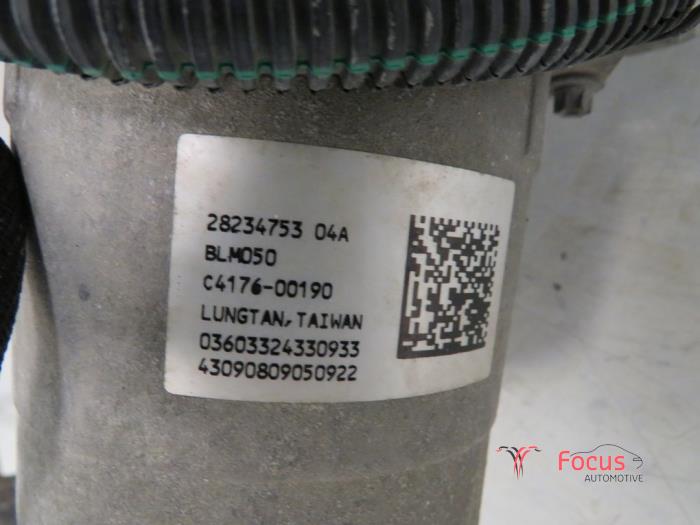 28234753 04A
BLM050
C4176-00190
LUNGTAN, TAIWAN
03603324330933
43090809050922
Focus
AUTOMOTIVE